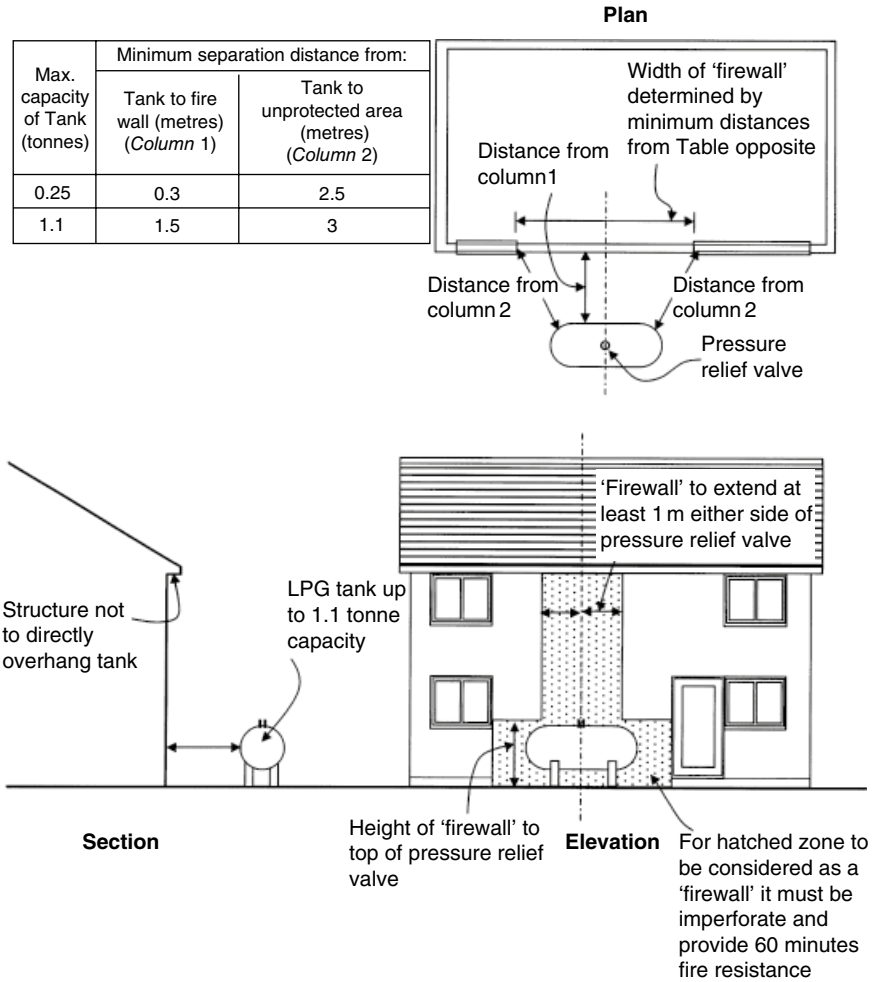 Plan
Max.
capacity
of Tank
(tonnes)
Minimum separation distance from:
Tank to fire
wall (metres)
(Column 1)
Tank to
unprotected area
(metres)
(Column 2)
0.25 0.3 2.5
1.1 1.5 3
Width of ‘firewall’
determined by
minimum distances
from Table opposite
Distance from
column1
Distance from
column 2
Distance from
column 2
Pressure
relief valve
‘Firewall’ to extend at
least 1 m either side of
pressure relief valve
Structure not
to directly
overhang tank
LPG tank up
to 1.1 tonne
capacity
Section
Height of ‘firewall’ to
top of pressure relief
valve
Elevation
For hatched zone to
be considered as a
‘firewall’ it must be
imperforate and
provide 60 minutes
fire resistance